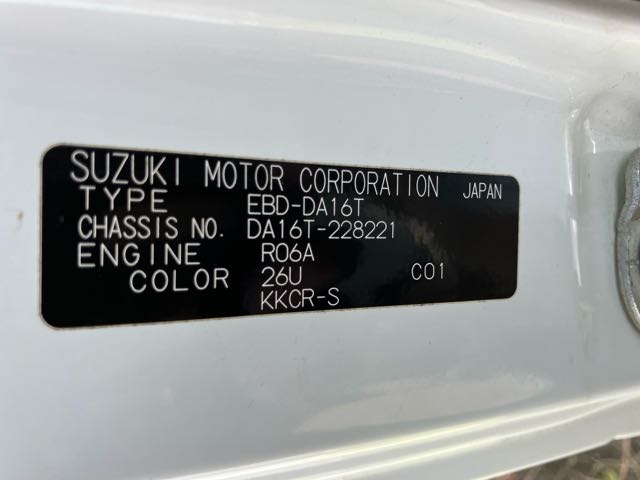 SUZUKI MOTOR CORPORATION JAPAN
TYPE EBD-DA16T
CHASSIS NO. DA16T-228221
ENGINE R06A
COLOR 26U C01
KKCR-S